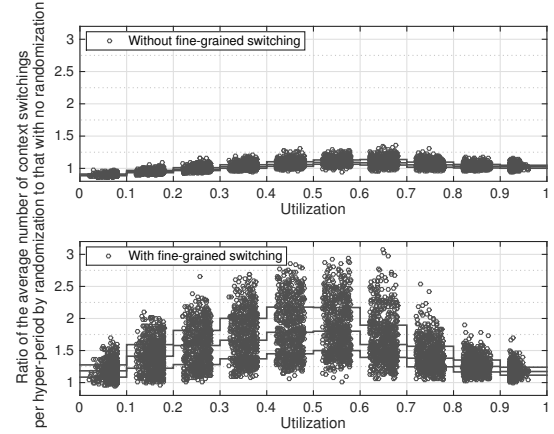 Ratio of the average number of context switchings
per hyper-period by randomization to that with no randomization
3
2.5
2
1.5
1
Without fine-grained switching
0 0.1 0.2 0.3 0.4 0.5 0.6 0.7 0.8 0.9 1
Utilization
3
2.5
2
1.5
1
With fine-grained switching
0 0.1 0.2 0.3 0.4 0.5 0.6 0.7 0.8 0.9 1
Utilization